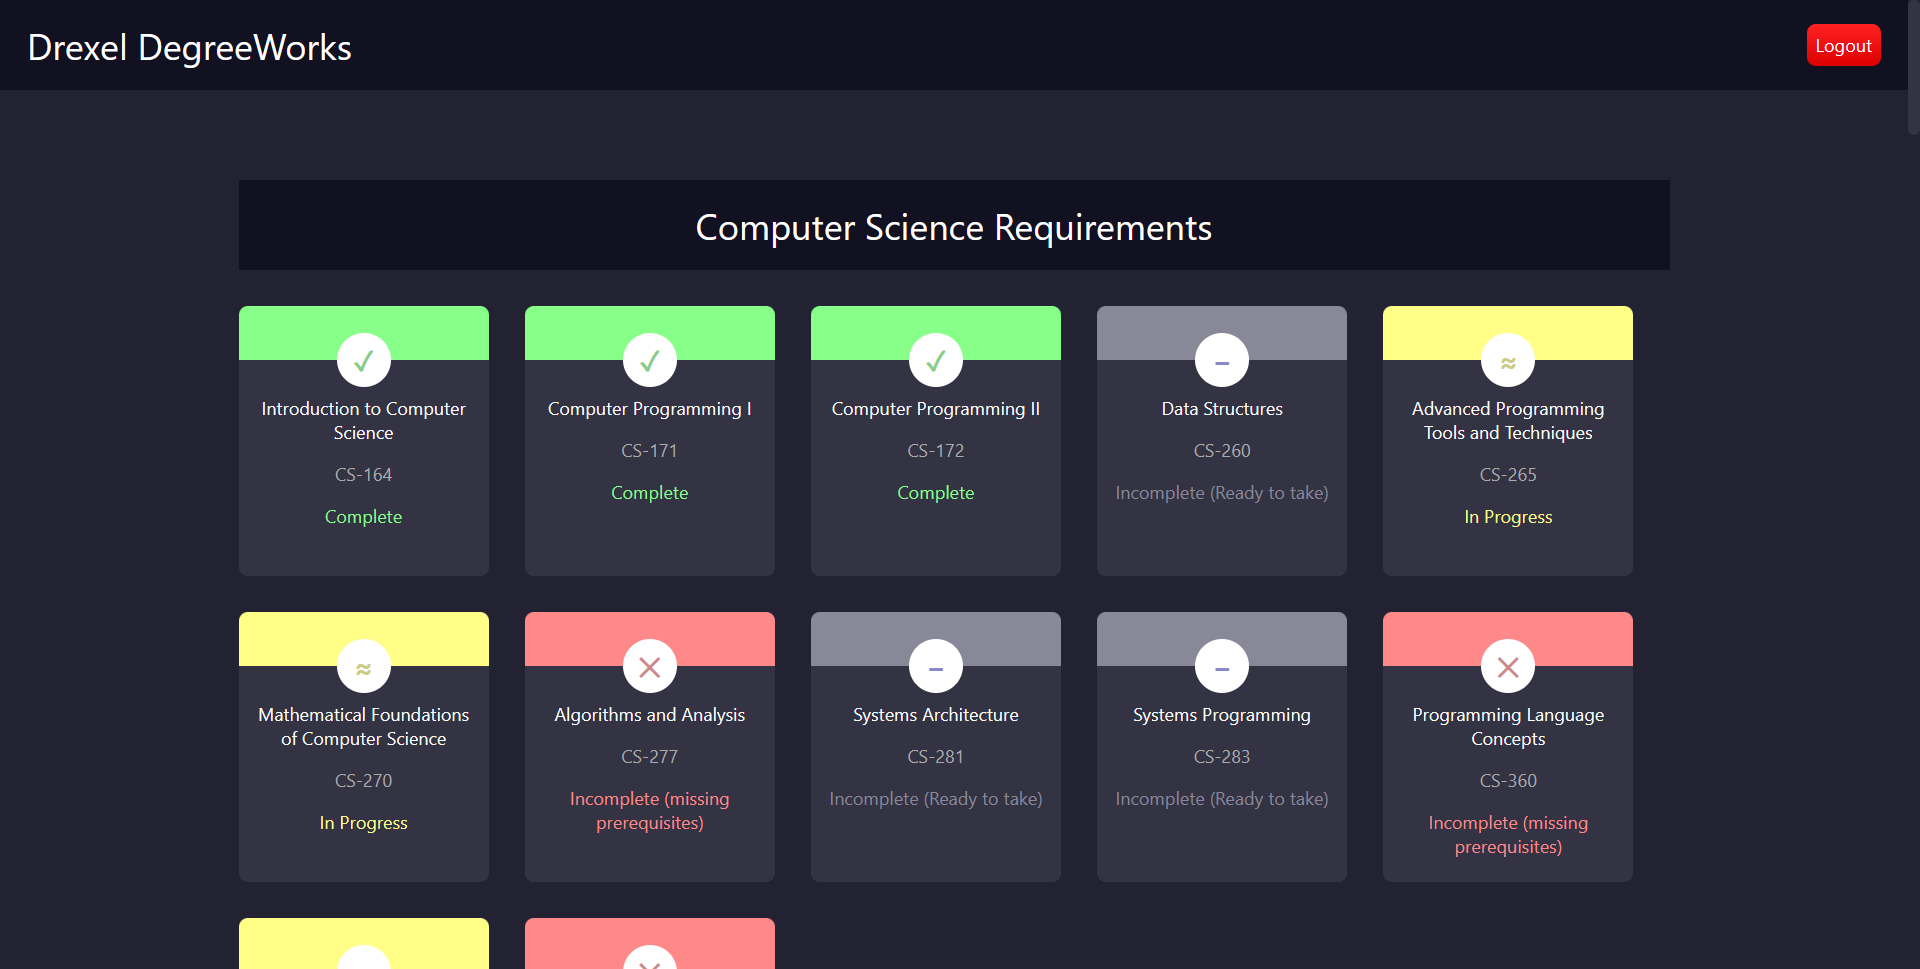 Drexel DegreeWorks
Logout
Computer Science Requirements
Introduction to Computer
Science
CS-164
Complete
Computer Programming I
CS-171
Complete
Computer Programming II
CS-172
Complete
Data Structures
CS-260
Incomplete (Ready to take)
Advanced Programming
Tools and Techniques
CS-265
In Progress
Mathematical Foundations
of Computer Science
CS-270
In Progress
Algorithms and Analysis
CS-277
Incomplete (missing
prerequisites)
Systems Architecture
CS-281
Incomplete (Ready to take)
Systems Programming
CS-283
Incomplete (Ready to take)
Programming Language
Concepts
CS-360
Incomplete (missing
prerequisites)